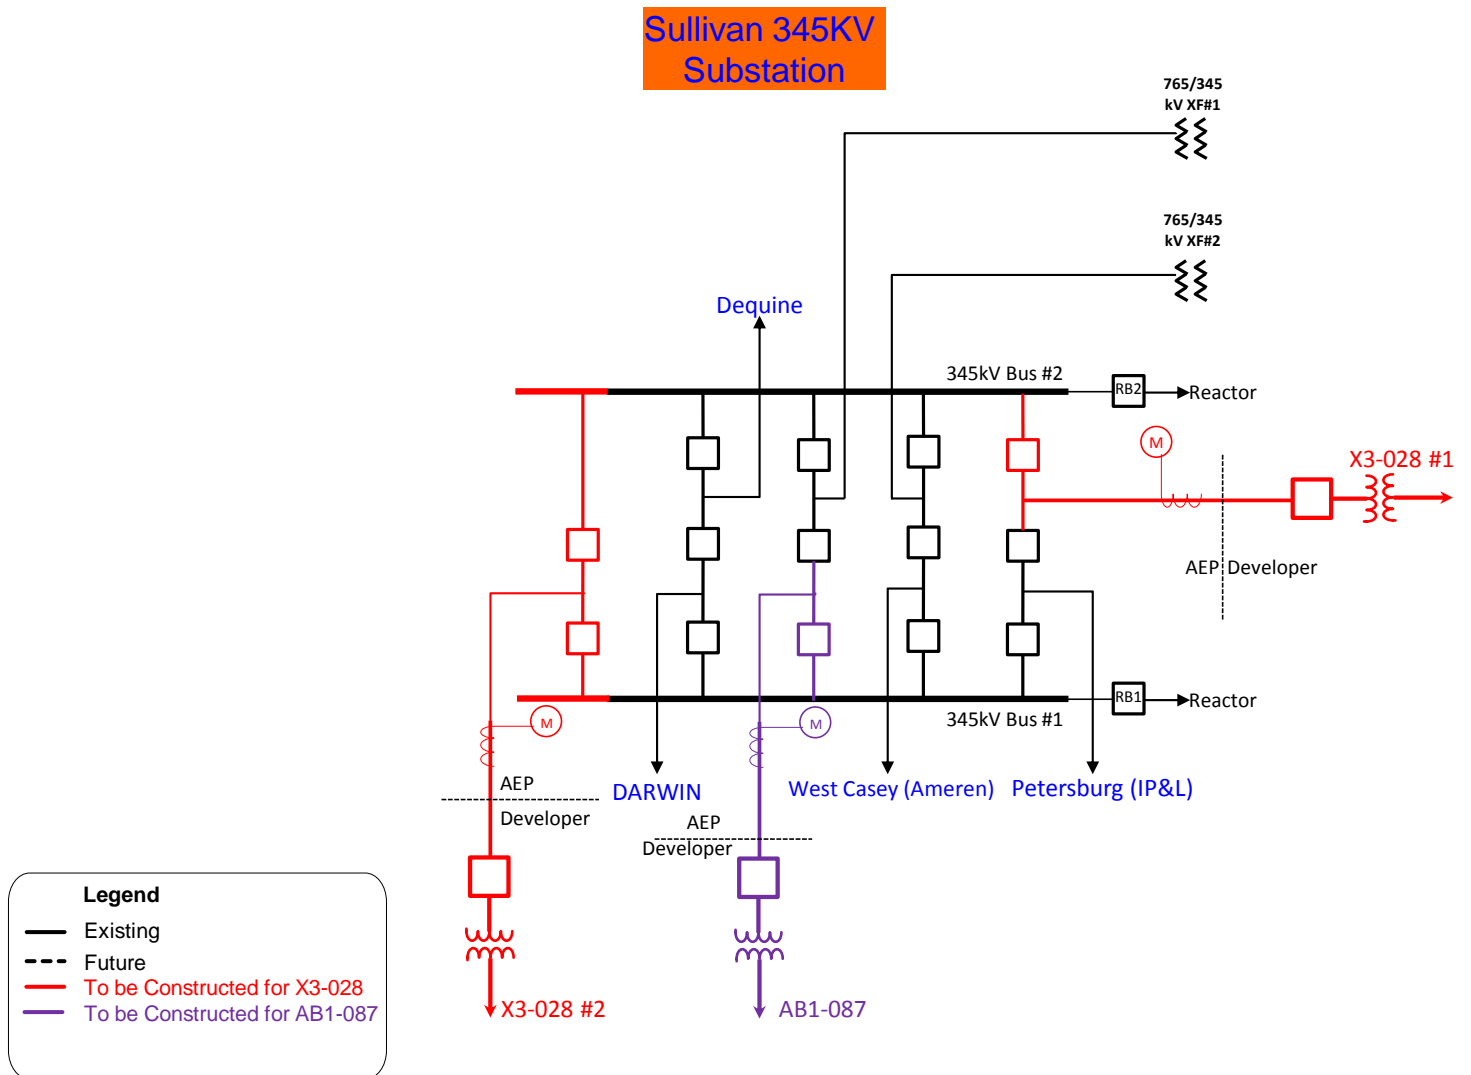 Sullivan 345KV
Substation
765/345
kV XF#1
765/345
kV XF#2
Dequine
345kV Bus #2
RB2
Reactor
M
X3-028 #1
AEP
Developer
RB1
Reactor
345kV Bus #1
M
M
AEP
Developer
DARWIN
West Casey (Ameren)
Petersburg (IP&L)
AEP
Developer
Legend
Existing
Future
To be Constructed for X3-028
To be Constructed for AB1-087
X3-028 #2
AB1-087